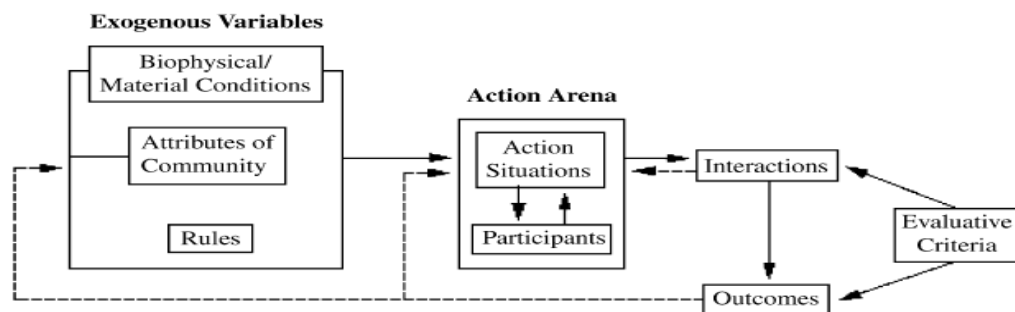 Exogenous Variables
Biophysical/
Material Conditions
Attributes of
Community
Rules
Action Arena
Action
Situations
Participants
Interactions
Outcomes
Evaluative
Criteria